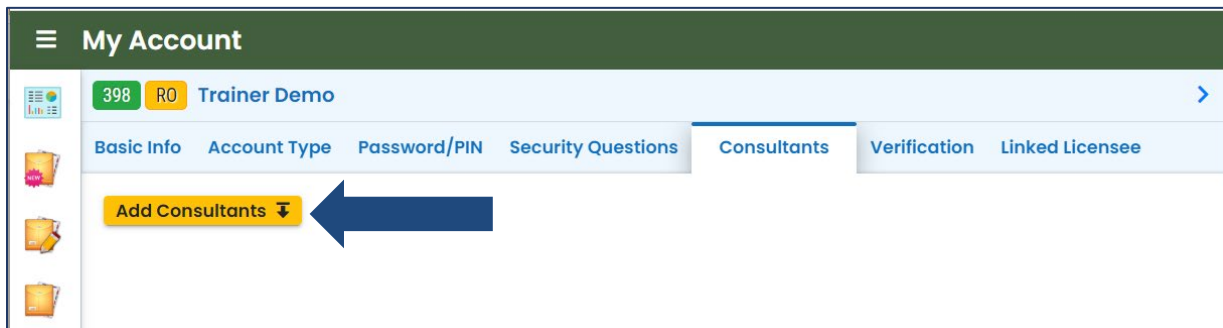 My Account
398 RO Trainer Demo
Basic Info Account Type Password/PIN Security Questions Consultants Verification Linked Licensee
NEW
Add Consultants